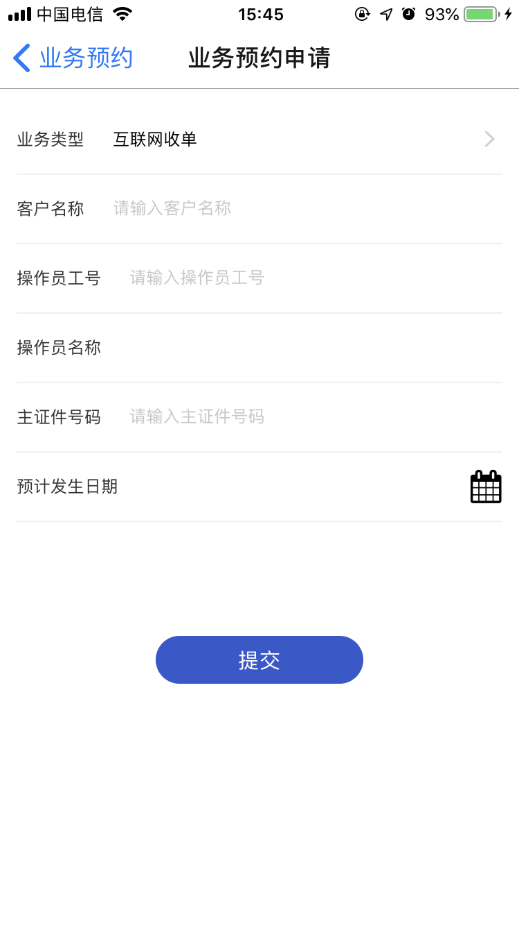 中国电信 15:45 93%
业务预约 业务预约申请
业务类型 互联网收单
客户名称 请输入客户名称
操作员工号 请输入操作员工号
操作员名称
主证件号码 请输入主证件号码
预计发生日期
提交